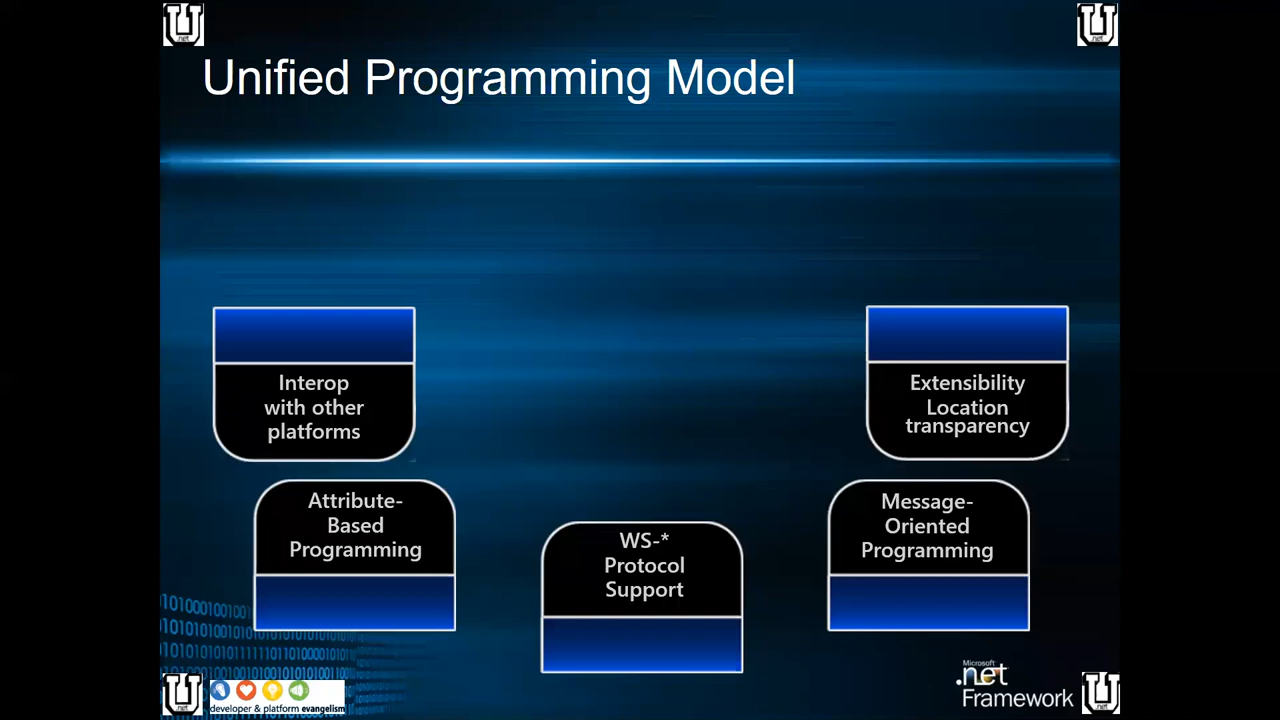 Unified Programming Model
Interop
with other
platforms
Extensibility
Location
transparency
Attribute-
Based
Programming
WS-*
Protocol
Support
Message-
Oriented
Programming
developer & platform evangelism
Microsoft
.net
Framework